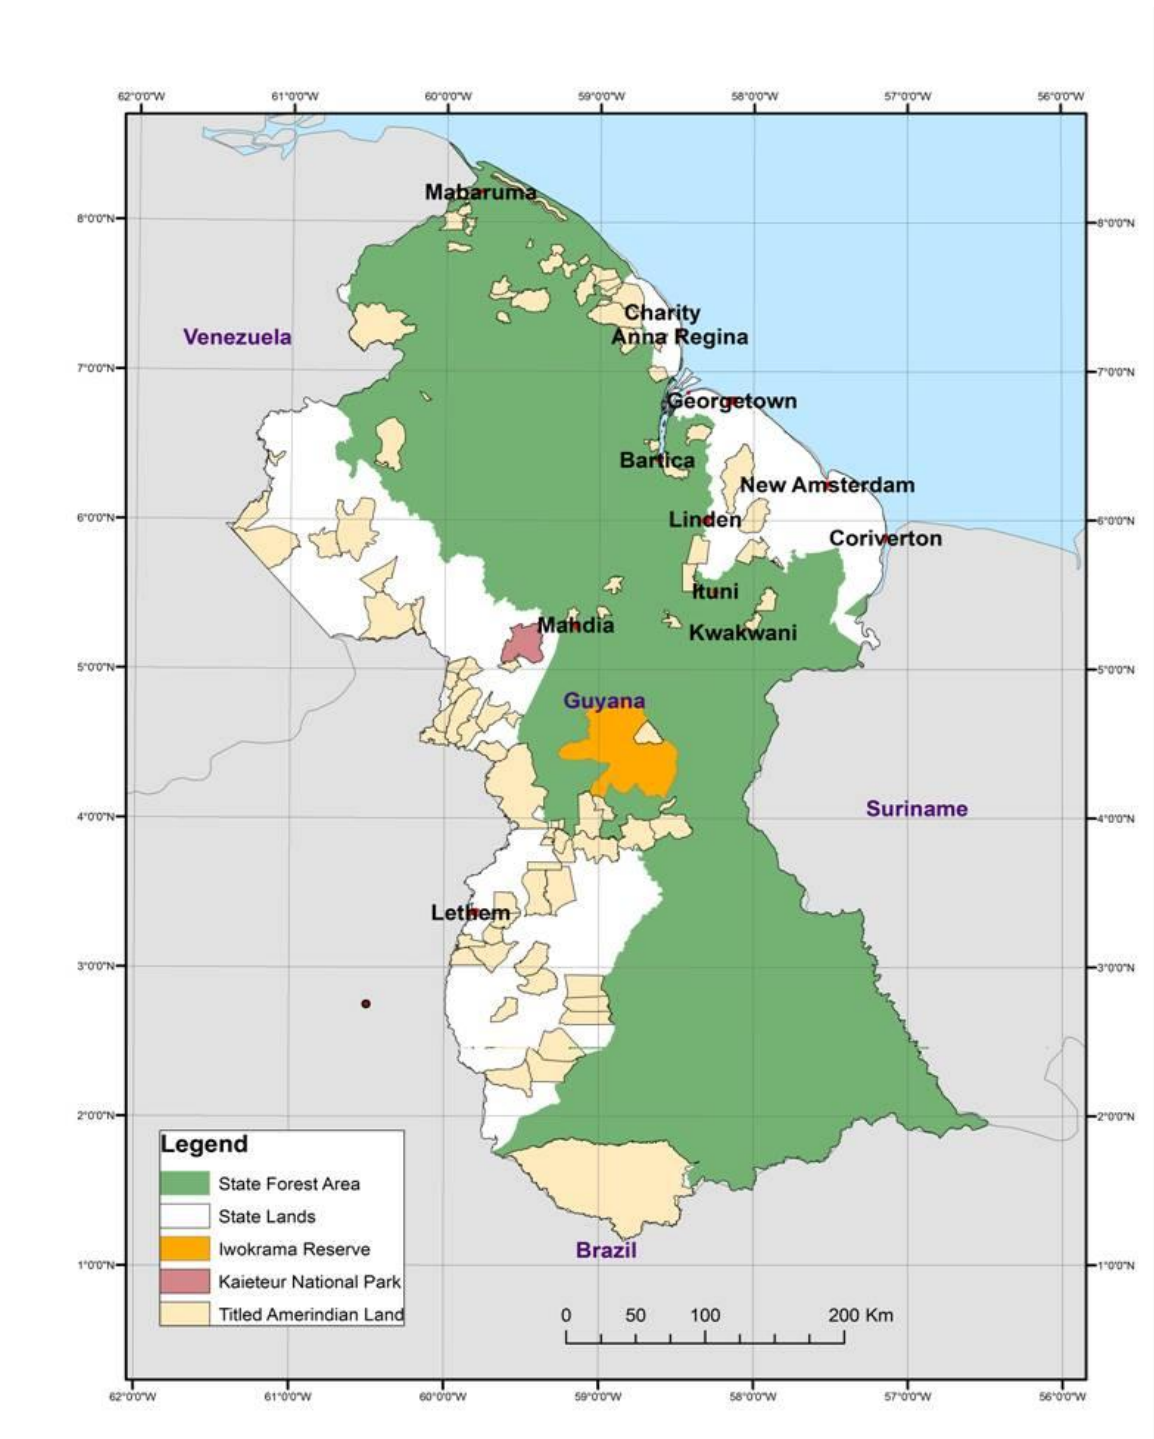 62°0'0"W 61°0'0"W 60°0'0"W 59°0'0"W 58°0'0"W 57°0'0"W 56°0'0"W
Mabaruma
8°0'0"N 8°0'0"N
Charity
Venezuela Anna Regina
7°0'0"N 7°0'0"N
Georgetown
Bartica
New Amsterdam
6°0'0"N Linden 6°0'0"N
Coriverton
Ituni
Mahdia Kwakwani
5°0'0"N 5°0'0"N
Guyana
Suriname
4°0'0"N 4°0'0"N
Lethem
3°0'0"N 3°0'0"N
2°0'0"N 2°0'0"N
Legend
State Forest Area
State Lands
Iwokrama Reserve
Brazil
1°0'0"N 1°0'0"N
Kaieteur National Park
Titled Amerindian Land
0 50 100 200 Km
62°0'0"W 61°0'0"W 60°0'0"W 59°0'0"W 58°0'0"W 57°0'0"W 56°0'0"W